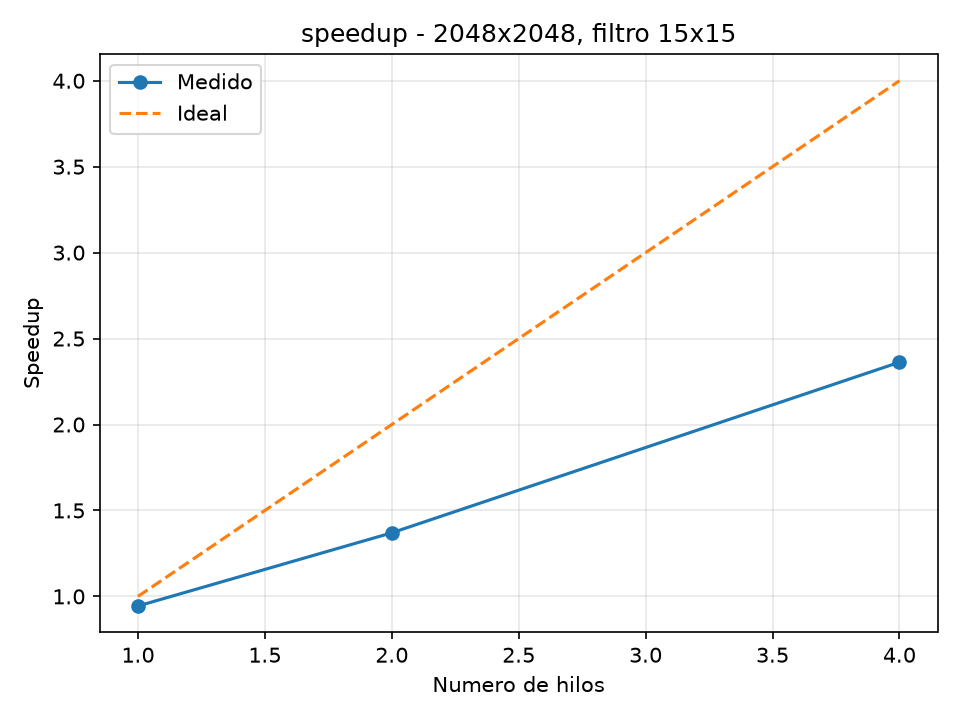 speedup - 2048x2048, filtro 15x15
Medido
Ideal
4.0
3.5
3.0
2.5
2.0
1.5
1.0
Speedup
1.0 1.5 2.0 2.5 3.0 3.5 4.0
Numero de hilos